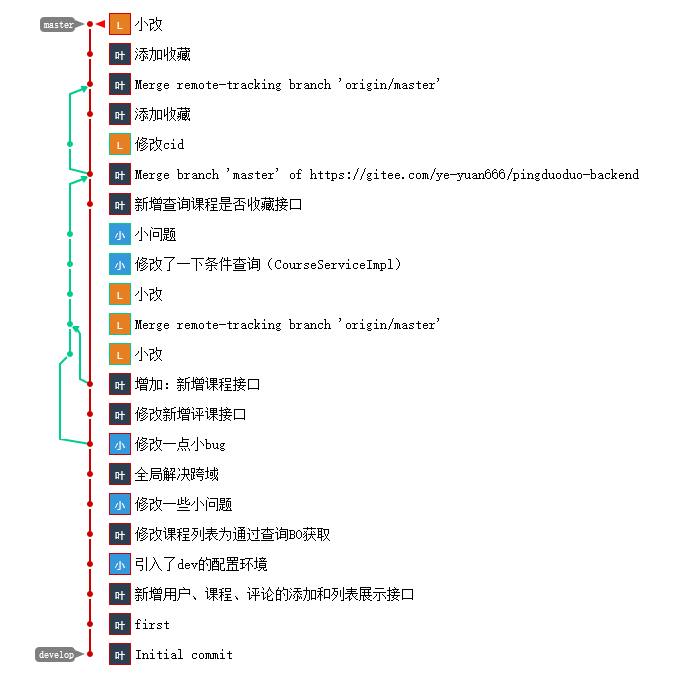 master L 小改
叶 添加收藏
叶 Merge remote-tracking branch 'origin/master'
叶 添加收藏
L 修改cid
叶 Merge branch 'master' of https://gitee.com/ye-yuan666/pingduoduo-backend
叶 新增查询课程是否收藏接口
小 小问题
小 修改了一下条件查询（CourseServiceImpl）
L 小改
L Merge remote-tracking branch 'origin/master'
L 小改
叶 增加：新增课程接口
叶 修改新增评课接口
小 修改一点小bug
叶 全局解决跨域
小 修改一些小问题
叶 修改课程列表为通过查询BO获取
小 引入了dev的配置环境
叶 新增用户、课程、评论的添加和列表展示接口
叶 first
develop 叶 Initial commit